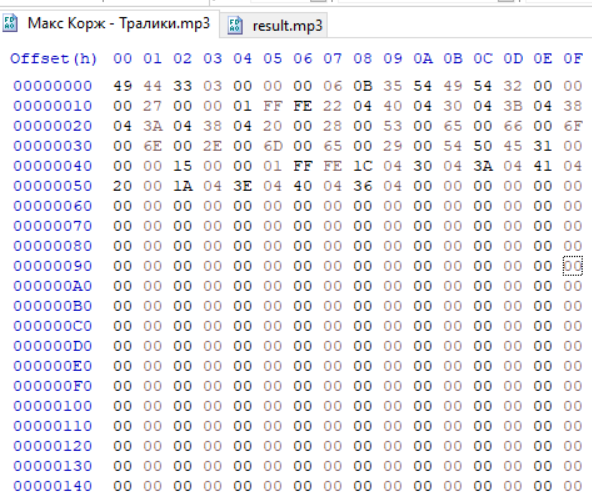 Макс Корж - Тралики.mp3 result.mp3
Offset(h) 00 01 02 03 04 05 06 07 08 09 0A 0B 0C 0D 0E 0F
00000000 49 44 33 03 00 00 00 06 0B 35 54 49 54 32 00 00
00000010 00 27 00 00 01 FF FE 22 04 40 04 30 04 3B 04 38
00000020 04 3A 04 38 04 20 00 28 00 53 00 65 00 66 00 6F
00000030 00 6E 00 2E 00 6D 00 65 00 29 00 54 50 45 31 00
00000040 00 00 15 00 00 01 FF FE 1C 04 30 04 3A 04 41 04
00000050 20 00 1A 04 3E 04 40 04 36 04 00 00 00 00 00 00
00000060 00 00 00 00 00 00 00 00 00 00 00 00 00 00 00 00
00000070 00 00 00 00 00 00 00 00 00 00 00 00 00 00 00 00
00000080 00 00 00 00 00 00 00 00 00 00 00 00 00 00 00 00
00000090 00 00 00 00 00 00 00 00 00 00 00 00 00 00 00 00
000000A0 00 00 00 00 00 00 00 00 00 00 00 00 00 00 00 00
000000B0 00 00 00 00 00 00 00 00 00 00 00 00 00 00 00 00
000000C0 00 00 00 00 00 00 00 00 00 00 00 00 00 00 00 00
000000D0 00 00 00 00 00 00 00 00 00 00 00 00 00 00 00 00
000000E0 00 00 00 00 00 00 00 00 00 00 00 00 00 00 00 00
000000F0 00 00 00 00 00 00 00 00 00 00 00 00 00 00 00 00
00000100 00 00 00 00 00 00 00 00 00 00 00 00 00 00 00 00
00000110 00 00 00 00 00 00 00 00 00 00 00 00 00 00 00 00
00000120 00 00 00 00 00 00 00 00 00 00 00 00 00 00 00 00
00000130 00 00 00 00 00 00 00 00 00 00 00 00 00 00 00 00
00000140 00 00 00 00 00 00 00 00 00 00 00 00 00 00 00 00